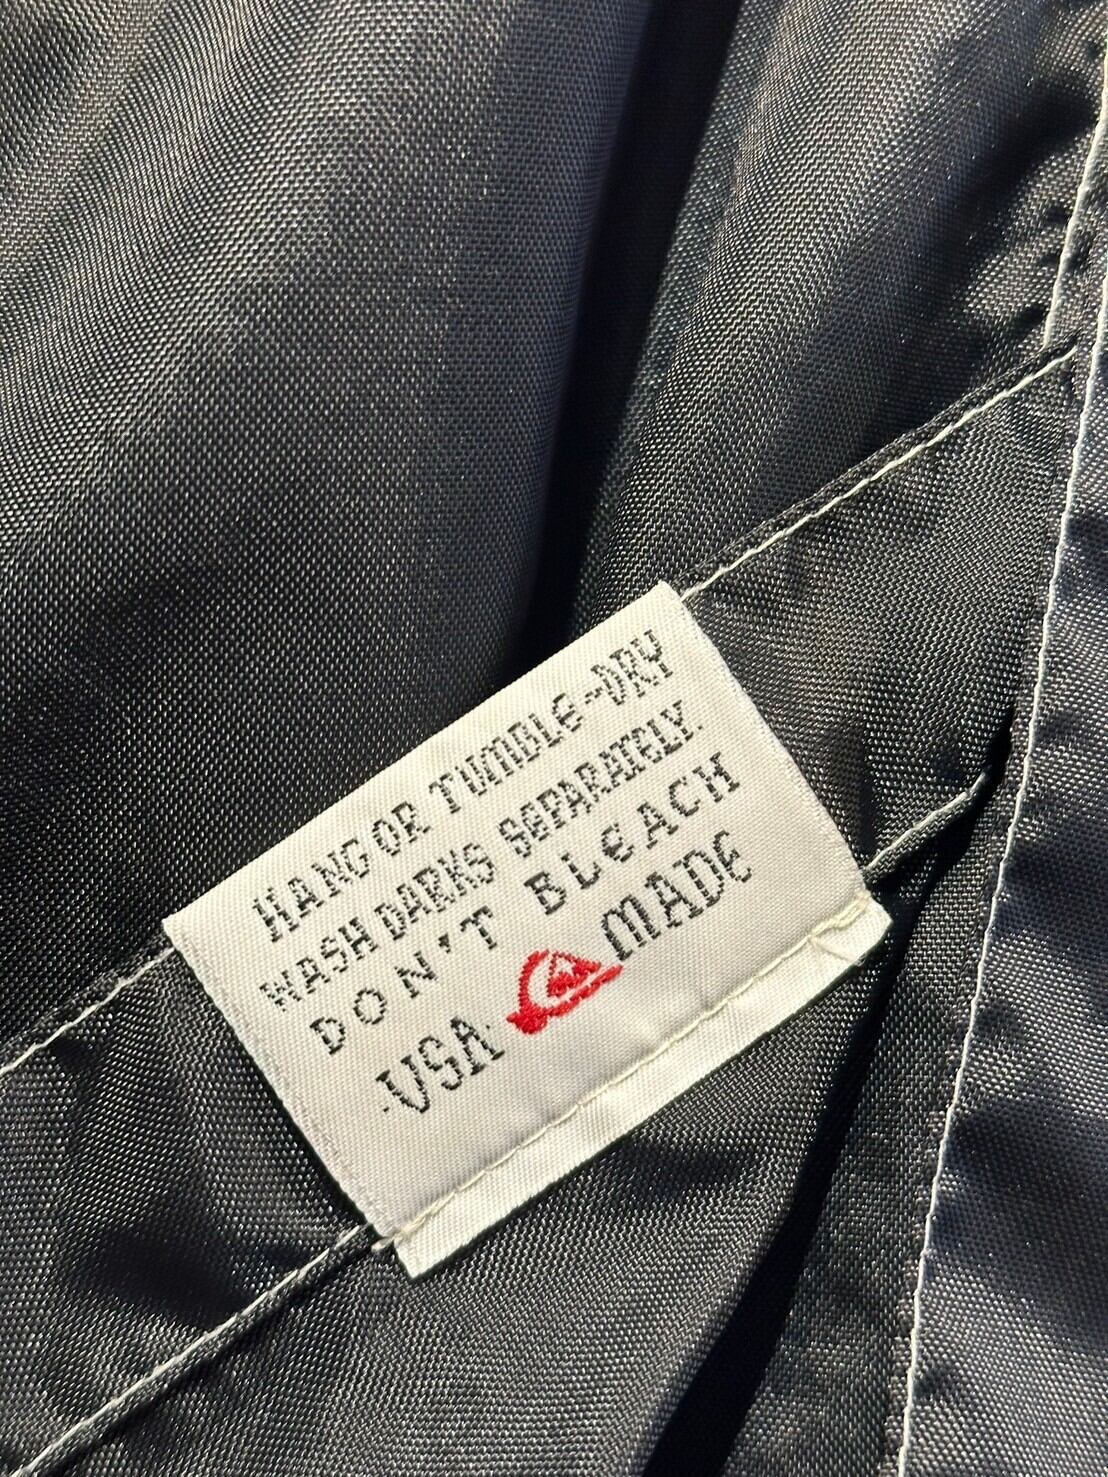 HANG OR TUMBLE-DRY
WASH DARKS SEPARATELY.
DON'T BLEACH
·USA· MADE